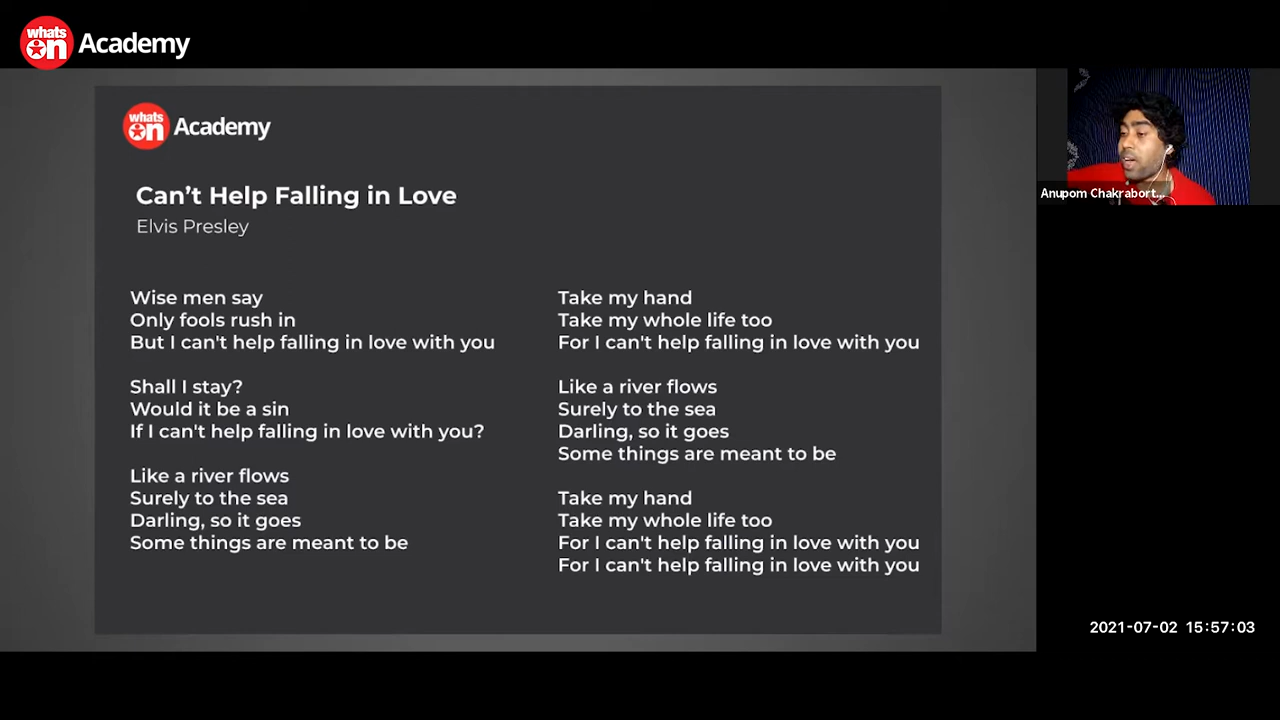 whats on Academy
whats on Academy
Can’t Help Falling in Love
Elvis Presley
Wise men say
Only fools rush in
But I can't help falling in love with you
Shall I stay?
Would it be a sin
If I can't help falling in love with you?
Like a river flows
Surely to the sea
Darling, so it goes
Some things are meant to be
Take my hand
Take my whole life too
For I can't help falling in love with you
Like a river flows
Surely to the sea
Darling, so it goes
Some things are meant to be
Take my hand
Take my whole life too
For I can't help falling in love with you
For I can't help falling in love with you
Anupom Chakrabort...
2021-07-02 15:57:03